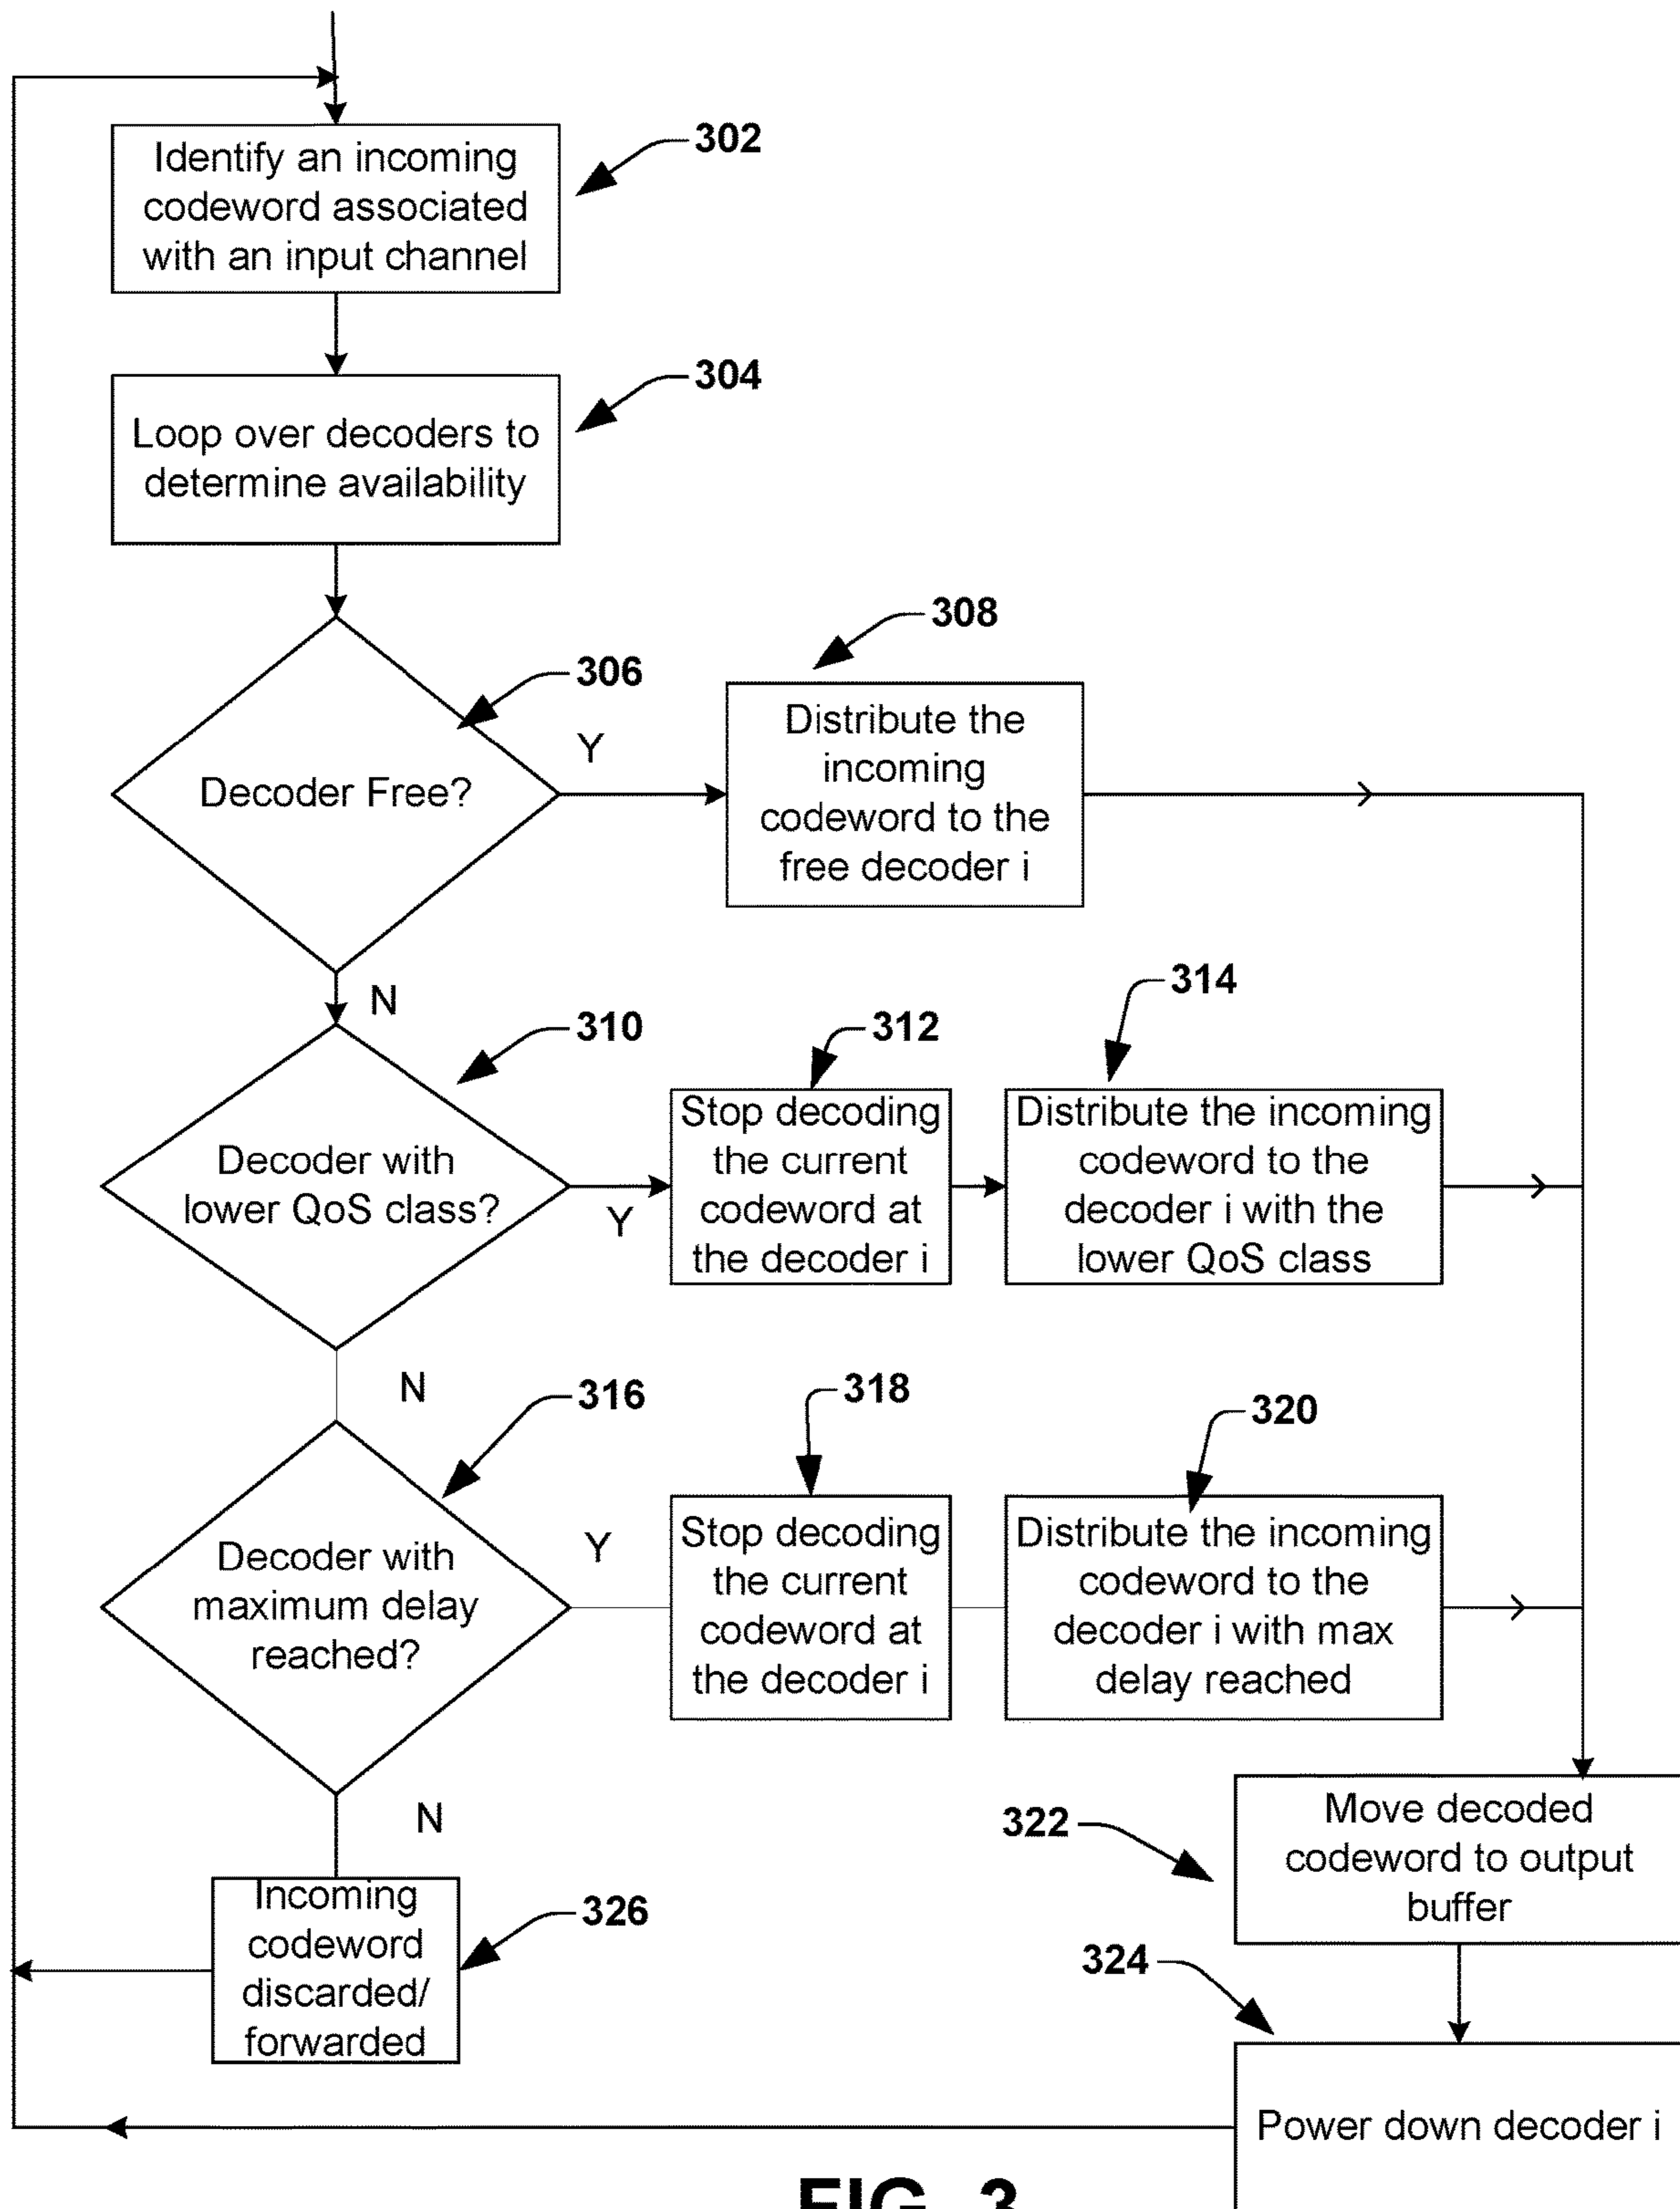 302
Identify an incoming
codeword associated
with an input channel
304
Loop over decoders to
determine availability
306
Decoder Free?
Y
N
308
Distribute the
incoming
codeword to the
free decoder i
310
Decoder with
lower QoS class?
Y
N
312
Stop decoding
the current
codeword at
the decoder i
314
Distribute the incoming
codeword to the
decoder i with the
lower QoS class
316
Decoder with
maximum delay
reached?
Y
N
318
Stop decoding
the current
codeword at
the decoder i
320
Distribute the incoming
codeword to the
decoder i with max
delay reached
322
Move decoded
codeword to output
buffer
326
Incoming
codeword
discarded/
forwarded
324
Power down decoder i
FIG. 3